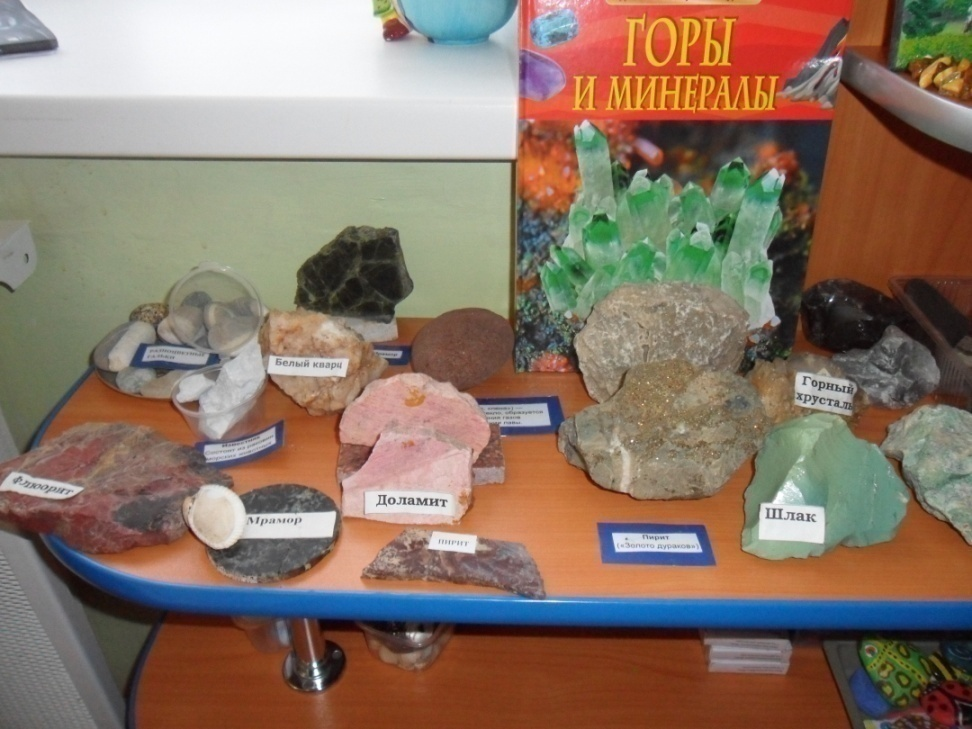 ГОРЫ
И МИНЕРАЛЫ
Белый кварц
Горный
хрусталь
Флюорит
Мрамор
Доламит
ПИРИТ
Пирит
(«Золото дураков»)
Шлак